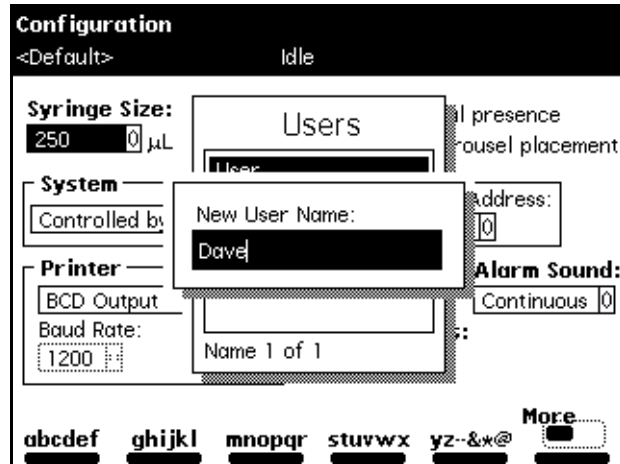 Configuration
<Default> Idle
Syringe Size:
250 0 µL
Users
l presence
rousel placement
User
System
Controlled by
New User Name:
Dave
Address:
0
Printer
BCD Output
Alarm Sound:
Continuous 0
Baud Rate:
1200
Name 1 of 1
s:
More
abcdef ghijkl mnopqr stuvwx yz-&*@